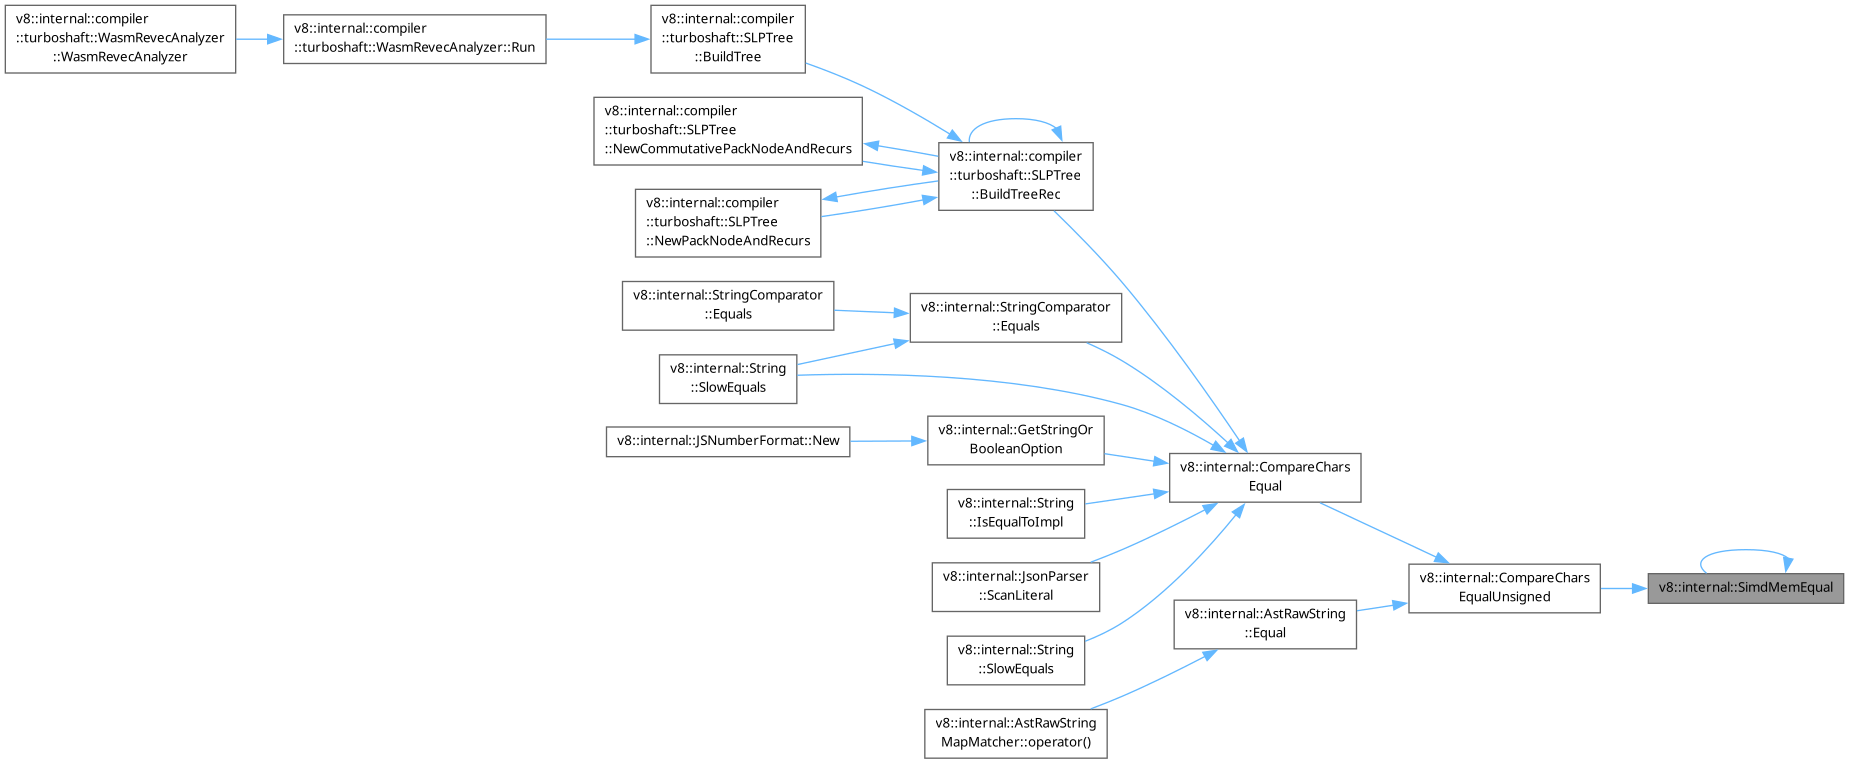 v8::internal::compiler
::turboshaft::WasmRevecAnalyzer
::WasmRevecAnalyzer
v8::internal::compiler
::turboshaft::WasmRevecAnalyzer::Run
v8::internal::compiler
::turboshaft::SLPTree
::BuildTree
v8::internal::compiler
::turboshaft::SLPTree
::NewCommutativePackNodeAndRecurs
v8::internal::compiler
::turboshaft::SLPTree
::BuildTreeRec
v8::internal::compiler
::turboshaft::SLPTree
::NewPackNodeAndRecurs
v8::internal::StringComparator
::Equals
v8::internal::StringComparator
::Equals
v8::internal::String
::SlowEquals
v8::internal::JSNumberFormat::New
v8::internal::GetStringOr
BooleanOption
v8::internal::CompareChars
Equal
v8::internal::String
::IsEqualToImpl
v8::internal::JsonParser
::ScanLiteral
v8::internal::CompareChars
EqualUnsigned
v8::internal::SimdMemEqual
v8::internal::AstRawString
::Equal
v8::internal::String
::SlowEquals
v8::internal::AstRawString
MapMatcher::operator()